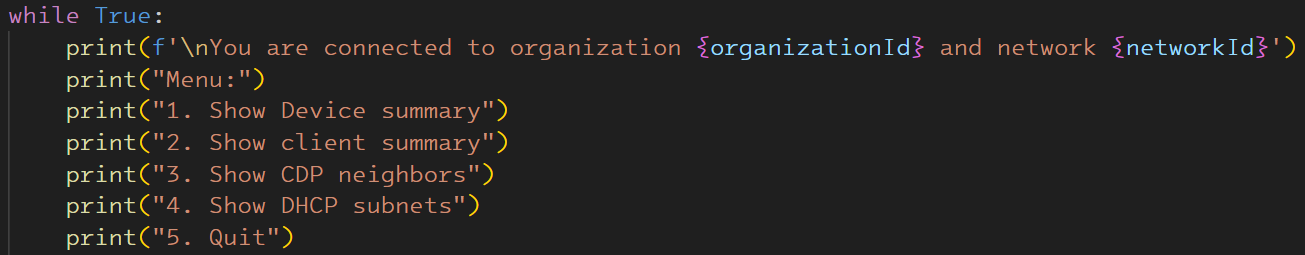 while True:
    print(f'\nYou are connected to organization {organizationId} and network {networkId}')
    print("Menu:")
    print("1. Show Device summary")
    print("2. Show client summary")
    print("3. Show CDP neighbors")
    print("4. Show DHCP subnets")
    print("5. Quit")